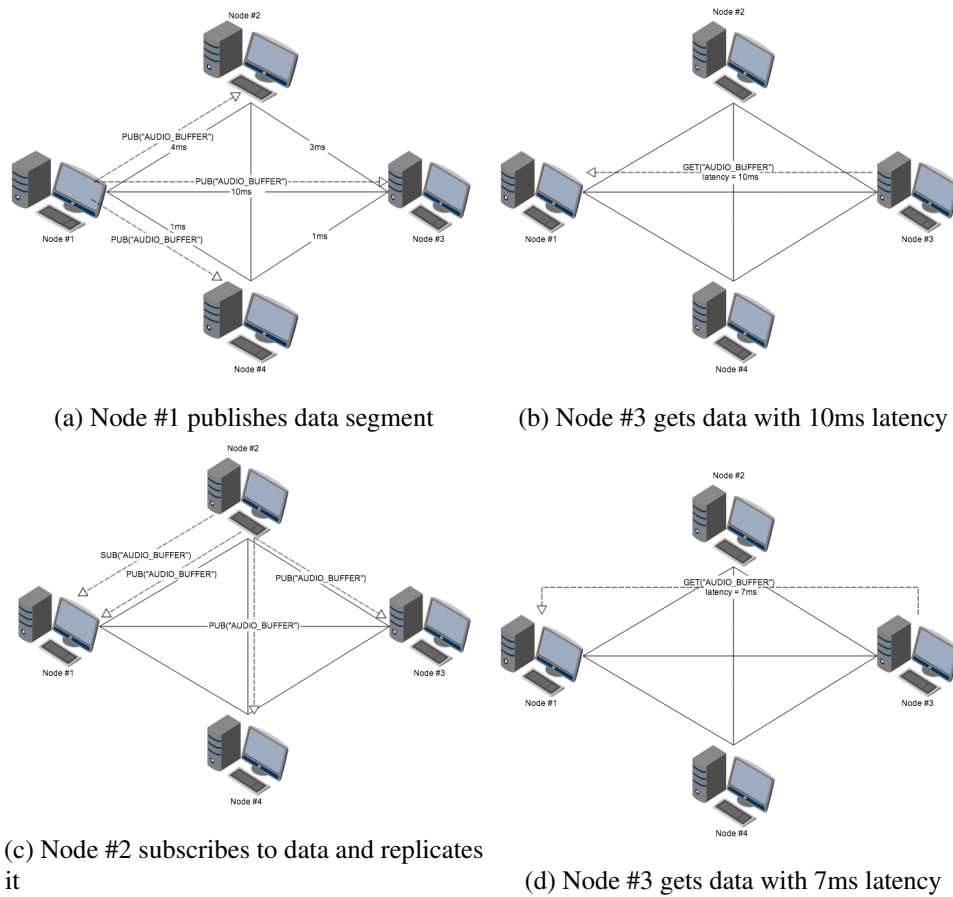 Node #2
PUB("AUDIO_BUFFER")
4ms
3ms
PUB("AUDIO_BUFFER")
10ms
Node #1
Node #3
1ms
PUB("AUDIO_BUFFER")
1ms
Node #4
(a) Node #1 publishes data segment
Node #2
GET("AUDIO_BUFFER")
latency = 10ms
Node #1
Node #3
Node #4
(b) Node #3 gets data with 10ms latency
Node #2
SUB("AUDIO_BUFFER")
PUB("AUDIO_BUFFER")
PUB("AUDIO_BUFFER")
PUB("AUDIO_BUFFER")
Node #1
Node #3
Node #4
(c) Node #2 subscribes to data and replicates
it
Node #2
GET("AUDIO_BUFFER")
latency = 7ms
Node #1
Node #3
Node #4
(d) Node #3 gets data with 7ms latency